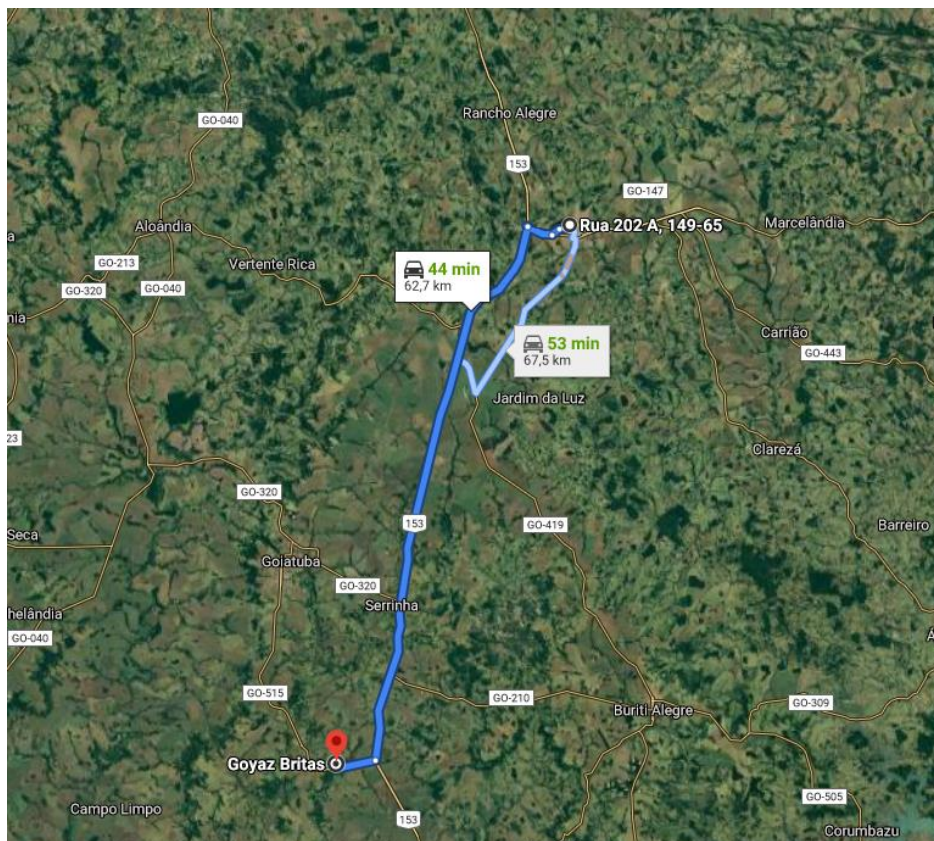 Rancho Alegre
GO-040
153
GO-147
Aloândia
Rua 202 A, 149-65
Marcelândia
a
GO-213
Vertente Rica
44 min
62,7 km
GO-320
GO-040
nia
Carrião
53 min
67,5 km
GO-443
Jardim da Luz
23
Clarezá
GO-320
153
GO-419
Seca
Barreiro
Goiatuba
GO-320
Serrinha
helândia
GO-040
Á
GO-515
GO-210
GO-309
Buriti Alegre
Goyaz Britas
GO-505
Campo Limpo
153
Corumbazu